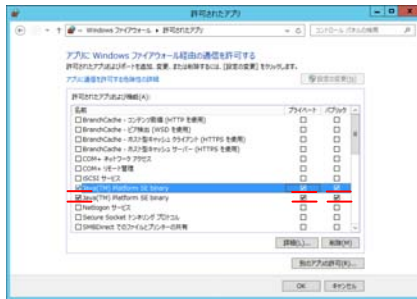 許可されたアプリ
« Windows ファイアウォール ▸ 許可されたアプリ
コントロール パネルの検索
アプリに Windows ファイアウォール経由の通信を許可する
許可されたアプリおよびポートを追加、変更、または削除するには、[設定の変更] をクリックします。
アプリに通信を許可する危険性の詳細
設定の変更(N)
許可されたアプリおよび機能(A):
名前 プライベート パブリック
BranchCache - コンテンツ取得 (HTTP を使用)
BranchCache - ピア検出 (WSD を使用)
BranchCache - ホスト型キャッシュ クライアント (HTTPS を使用)
BranchCache - ホスト型キャッシュ サーバー (HTTPS を使用)
COM+ ネットワーク アクセス
COM+ リモート管理
iSCSI サービス
Java(TM) Platform SE binary
Java(TM) Platform SE binary
Netlogon サービス
Secure Socket トンネリング プロトコル
SMBDirect でのファイルとプリンターの共有
詳細(L)... 削除(M)
別のアプリの許可(R)...
OK キャンセル